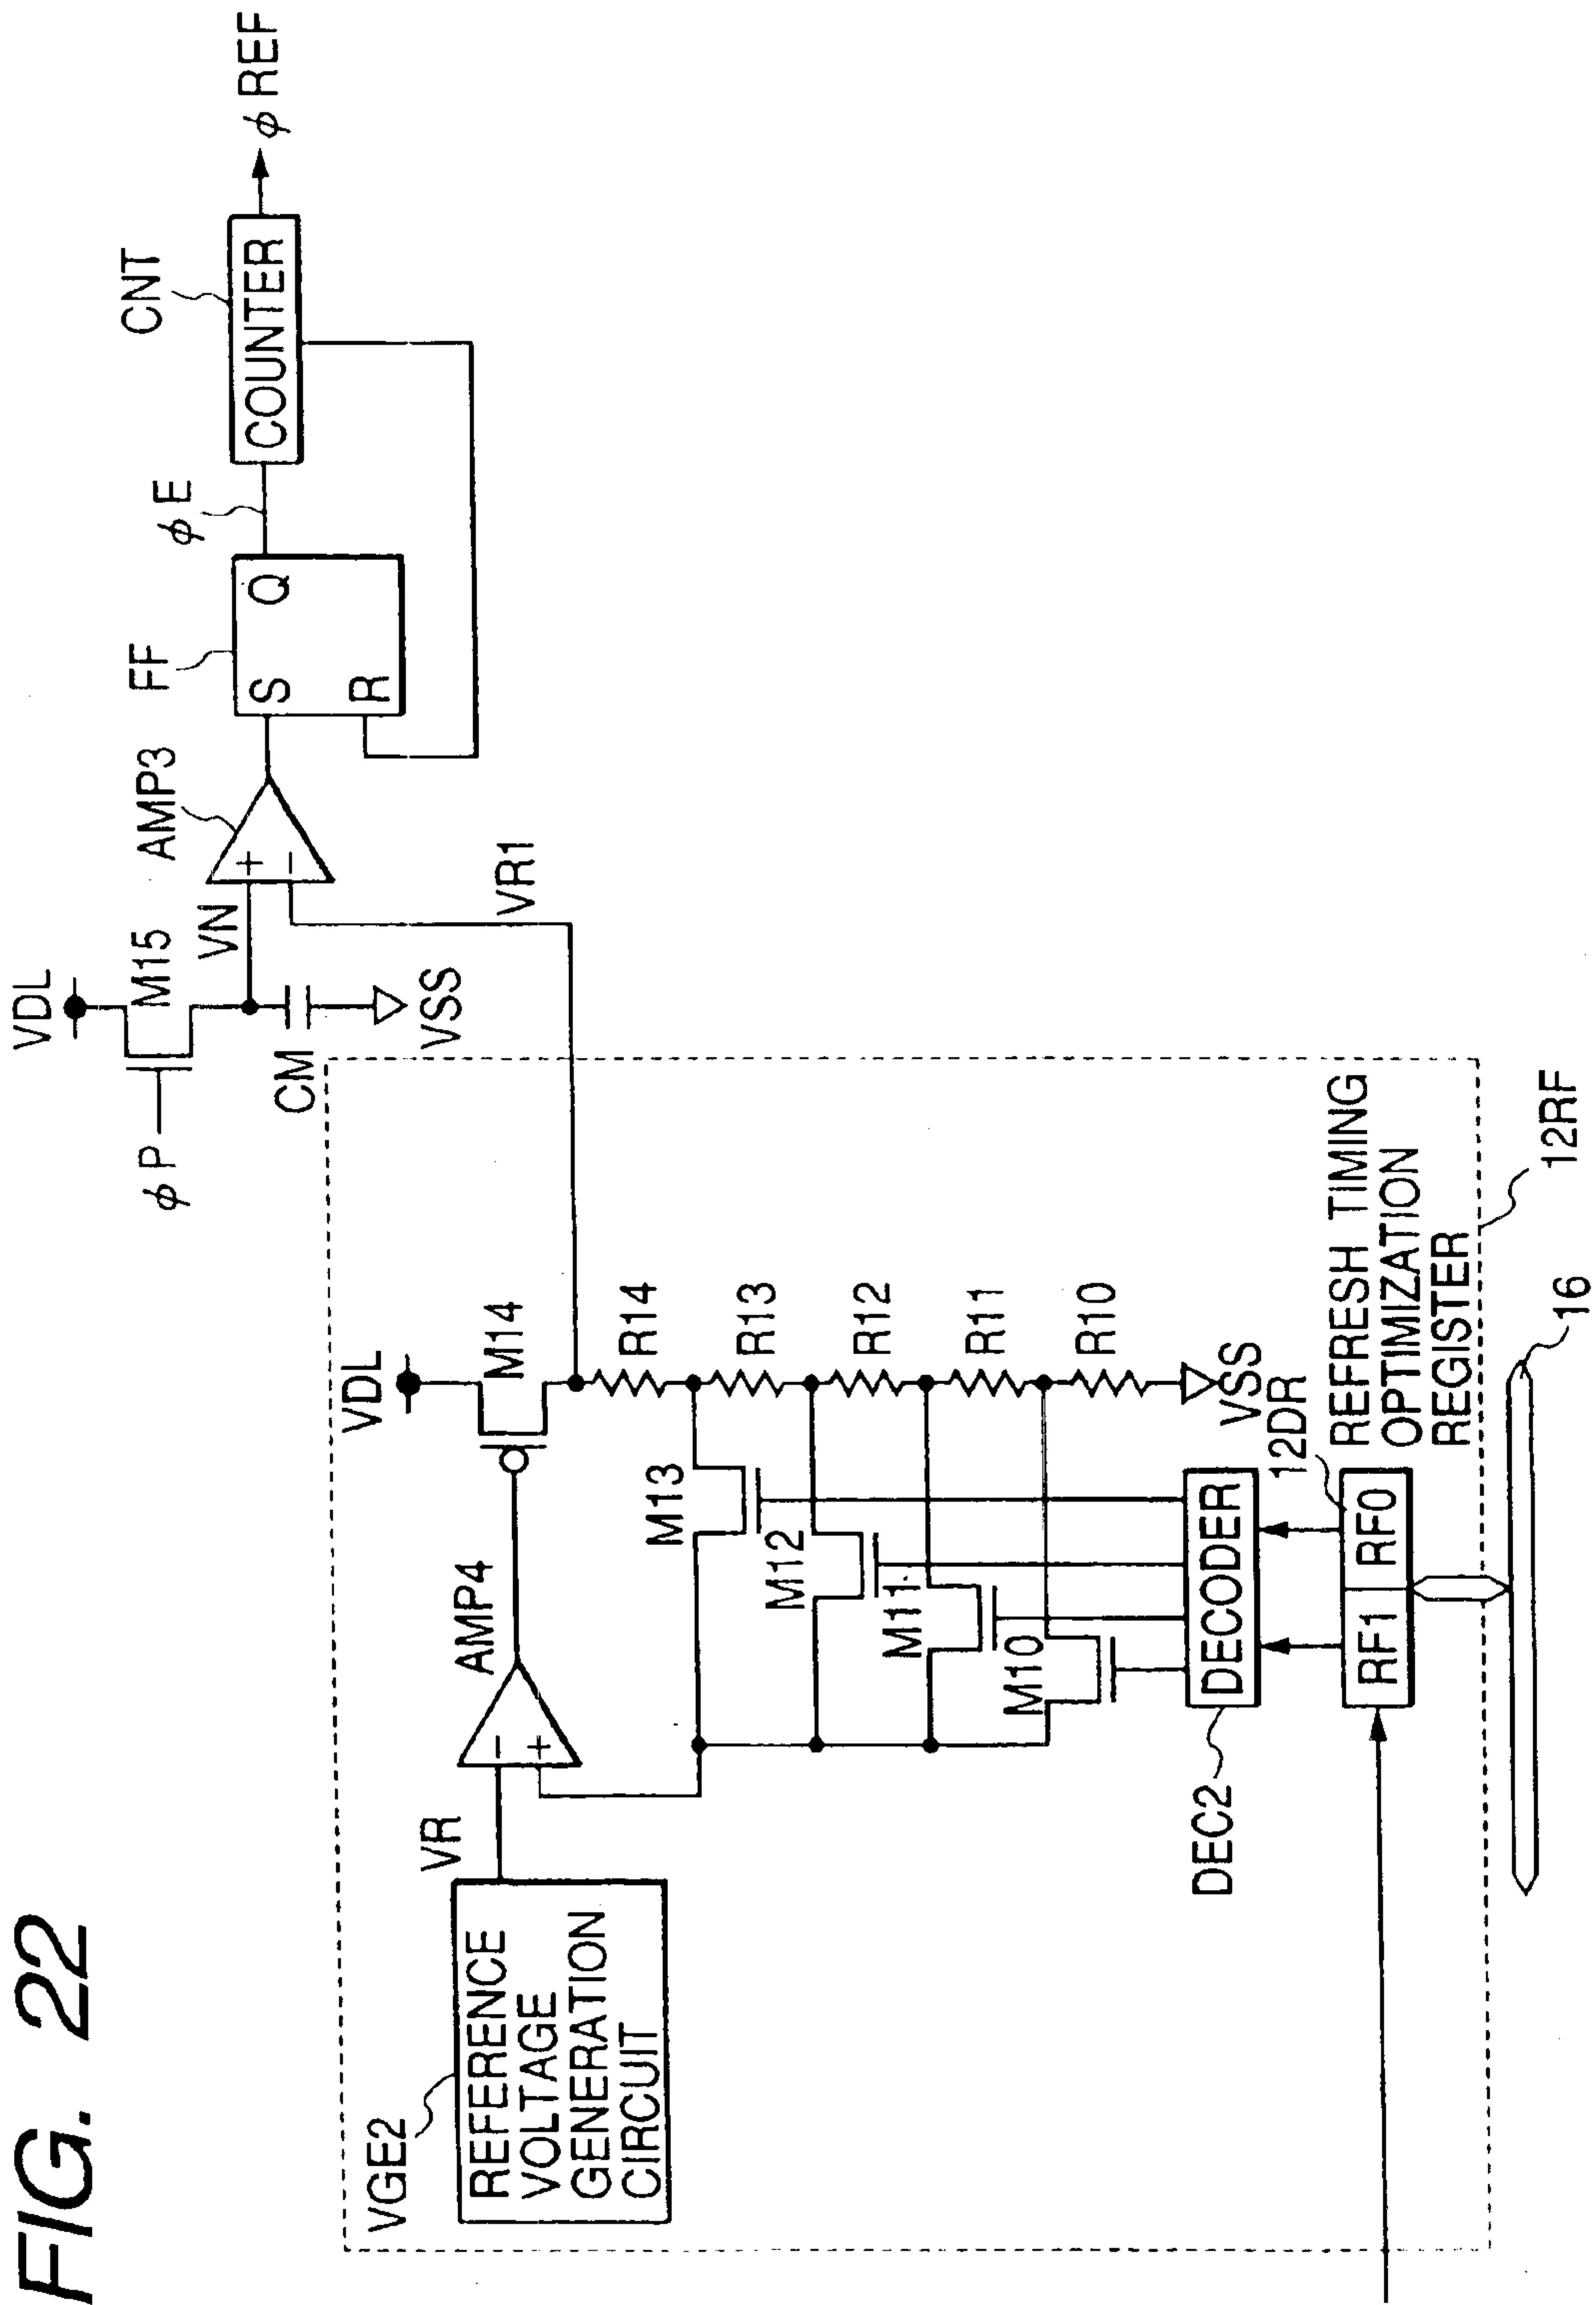 FIG. 22
VDL
φP
M15
VN
CM
VSS
AMP3
+
−
VR1
FF
S
Q
R
φE
CNT
COUNTER
φREF
VGE2
REFERENCE
VOLTAGE
GENERATION
CIRCUIT
VR
AMP4
−
+
VDL
M14
R14
R13
R12
R11
R10
VSS
M13
M12
M11
M10
DEC2
DECODER
12DR
RF1
RF0
REFRESH TIMING
OPTIMIZATION
REGISTER
12RF
16